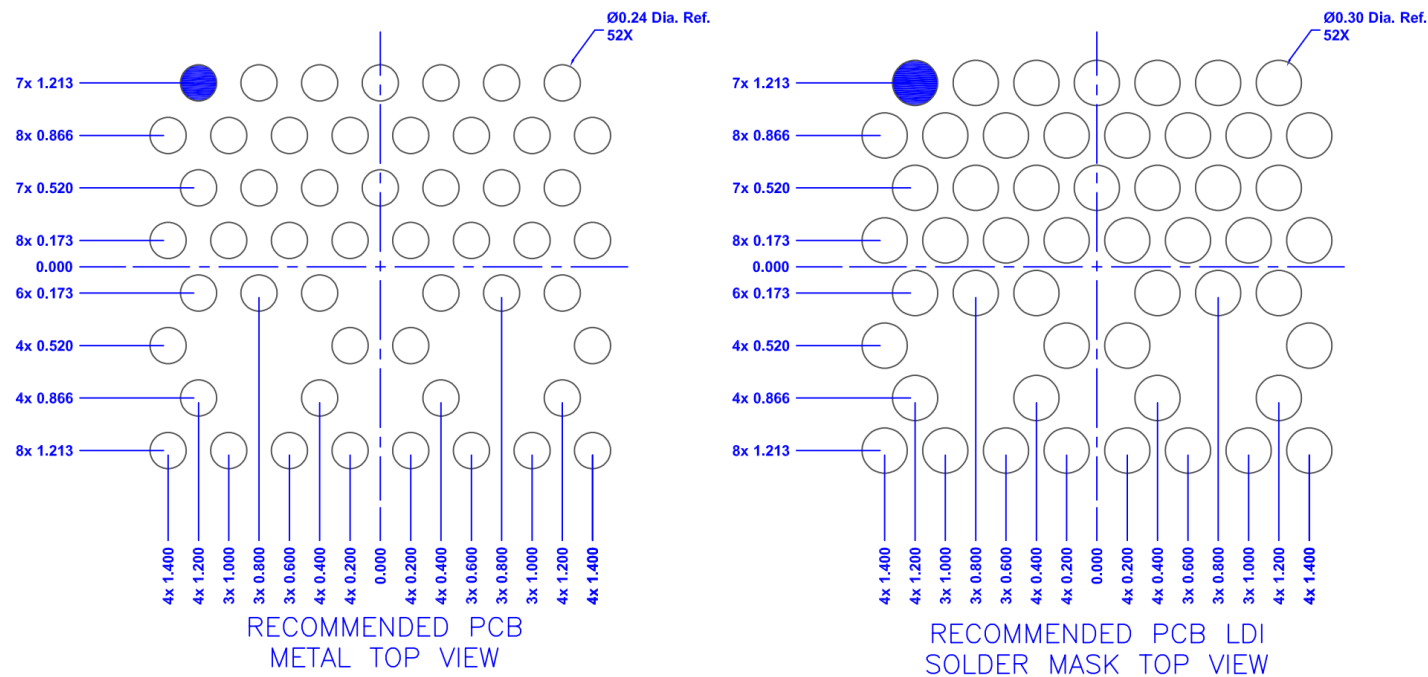 Ø0.24 Dia. Ref.
52X
7x 1.213
8x 0.866
7x 0.520
8x 0.173
0.000
6x 0.173
4x 0.520
4x 0.866
8x 1.213
4x 1.400
4x 1.200
3x 1.000
3x 0.800
3x 0.600
4x 0.400
4x 0.200
0.000
4x 0.200
4x 0.400
3x 0.600
3x 0.800
3x 1.000
4x 1.200
4x 1.400
RECOMMENDED PCB
METAL TOP VIEW
Ø0.30 Dia. Ref.
52X
7x 1.213
8x 0.866
7x 0.520
8x 0.173
0.000
6x 0.173
4x 0.520
4x 0.866
8x 1.213
4x 1.400
4x 1.200
3x 1.000
3x 0.800
3x 0.600
4x 0.400
4x 0.200
0.000
4x 0.200
4x 0.400
3x 0.600
3x 0.800
3x 1.000
4x 1.200
4x 1.400
RECOMMENDED PCB LDI
SOLDER MASK TOP VIEW